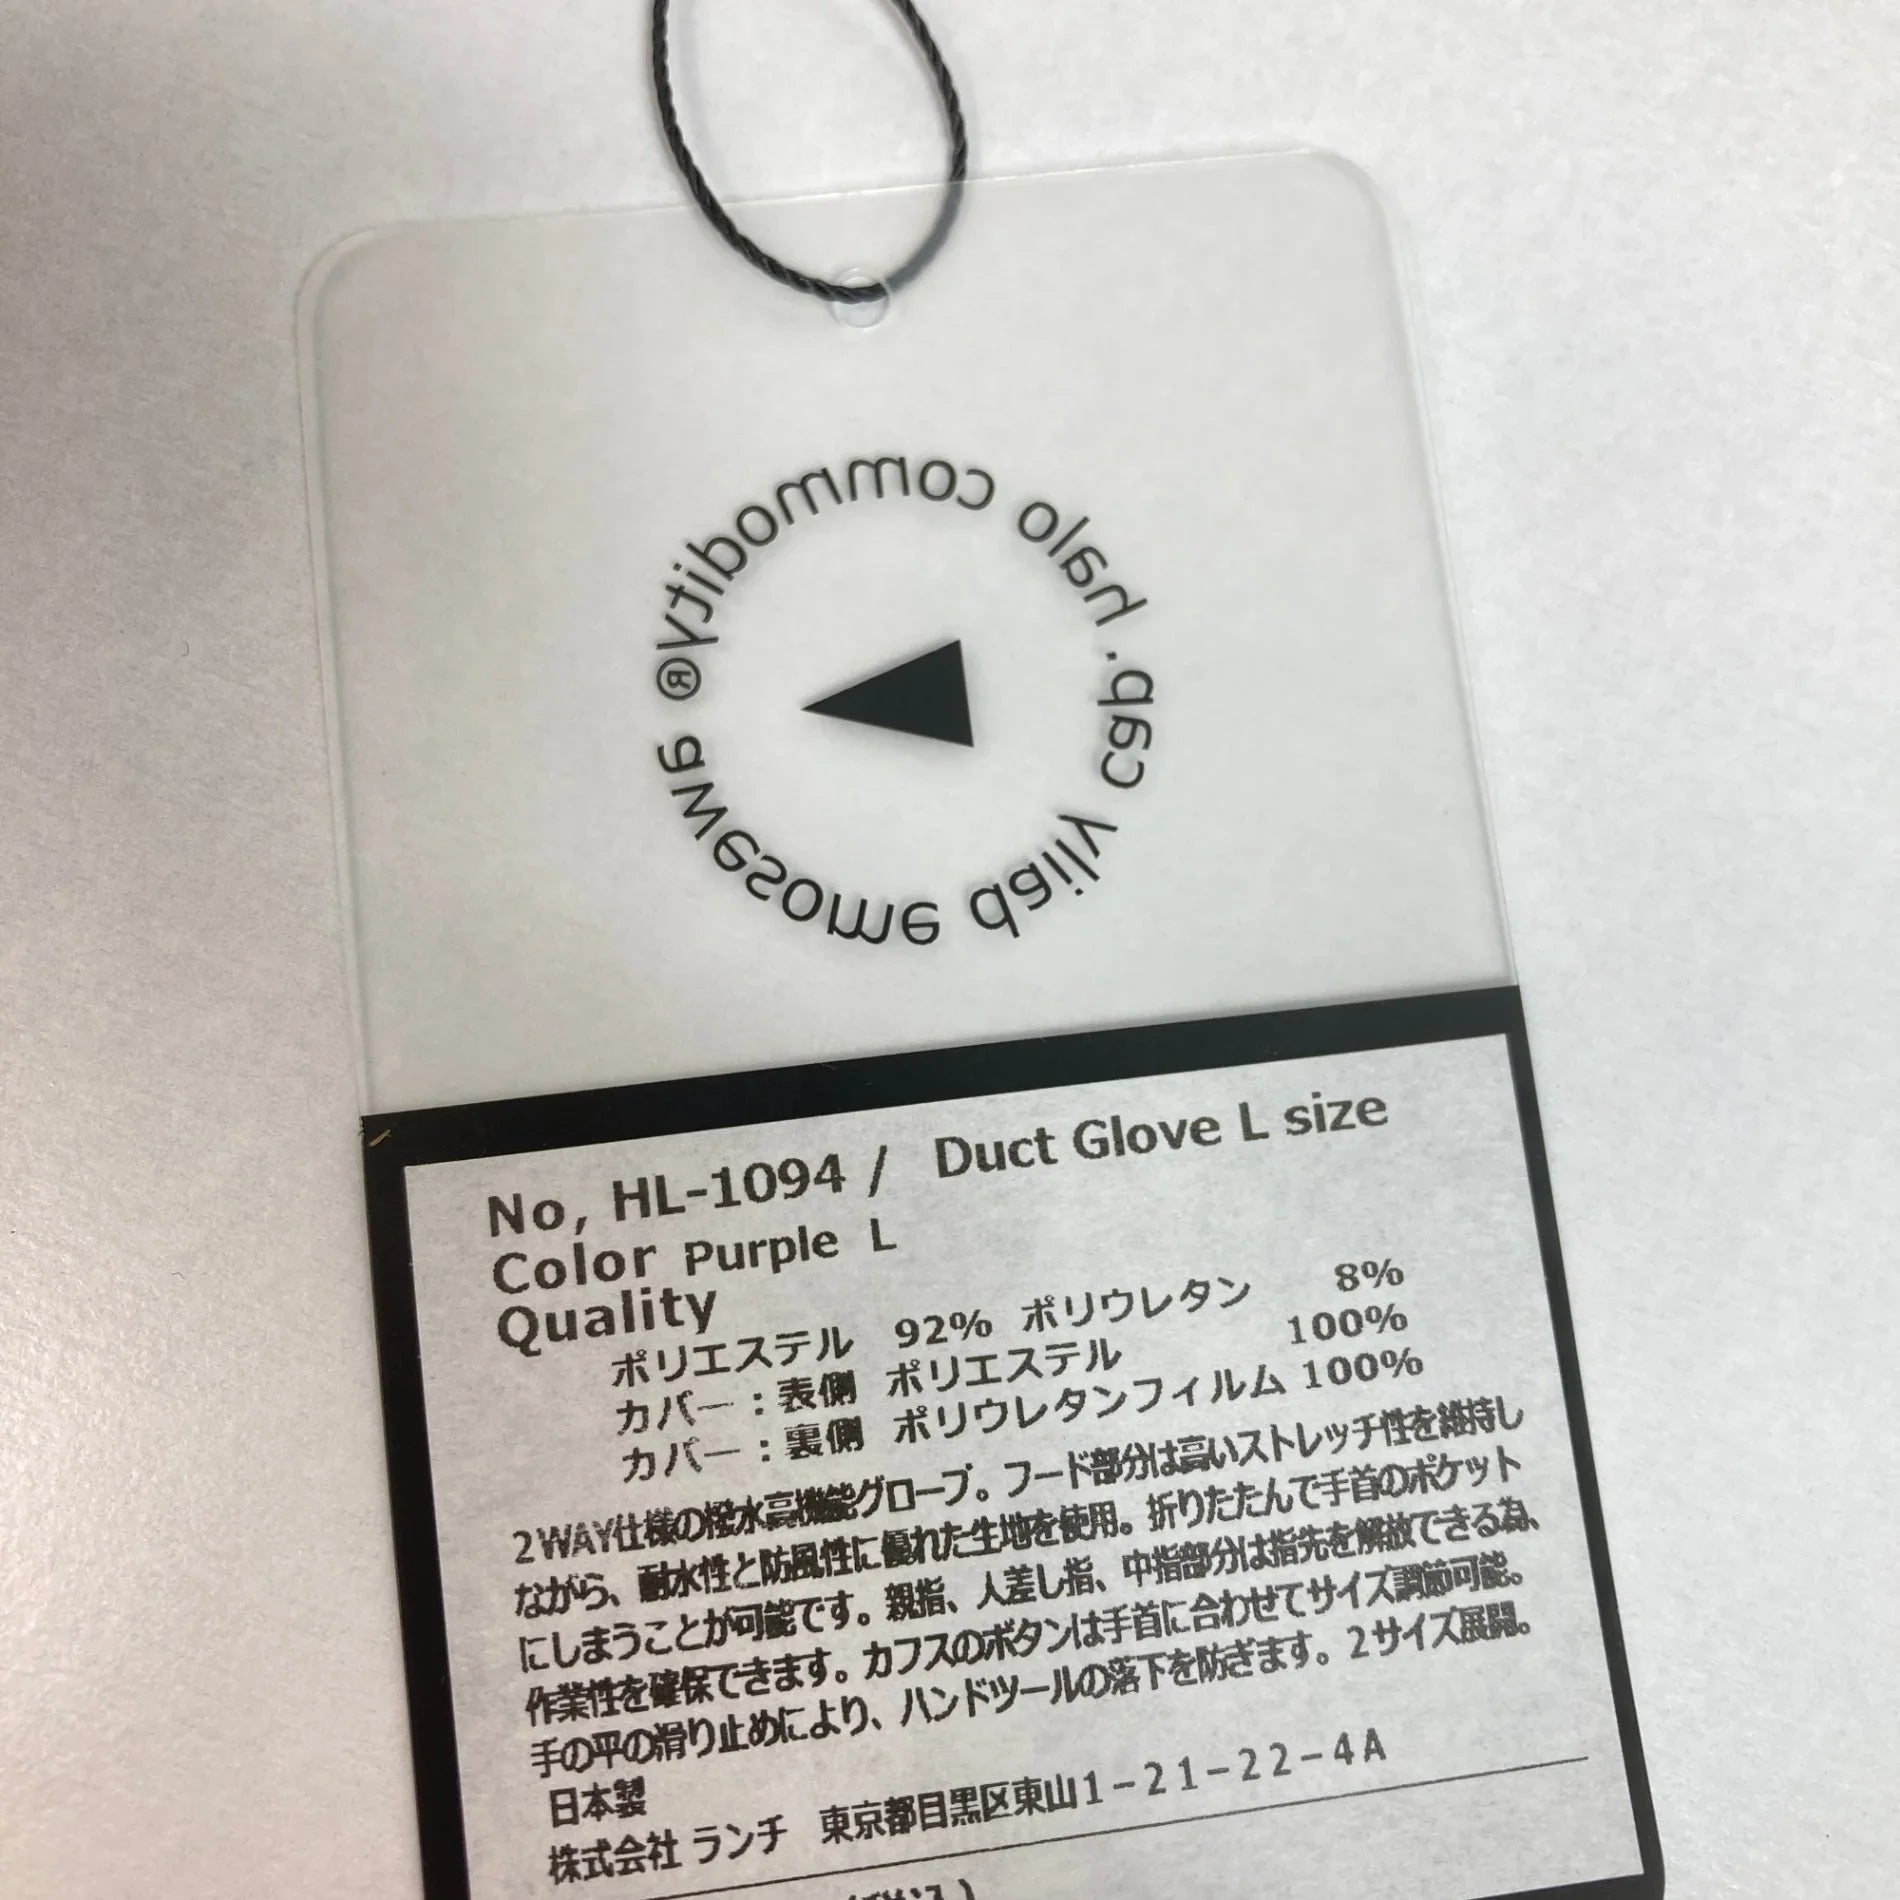 halo commodity®
awesome daily cap.
No, HL-1094 / Duct Glove L size
Color Purple L
Quality
ポリエステル 92% ポリウレタン 8%
カバー：表側 ポリエステル 100%
カバー：裏側 ポリウレタンフィルム 100%
2WAY仕様の撥水高機能グローブ。フード部分は高いストレッチ性を維持し
ながら、耐水性と防風性に優れた生地を使用。折りたたんで手首のポケット
にしまうことが可能です。親指、人差し指、中指部分は指先を解放できる為、
作業性を確保できます。カフスのボタンは手首に合わせてサイズ調節可能。
手の平の滑り止めにより、ハンドツールの落下を防ぎます。2サイズ展開。
日本製
株式会社 ランチ 東京都目黒区東山1-21-22-4A